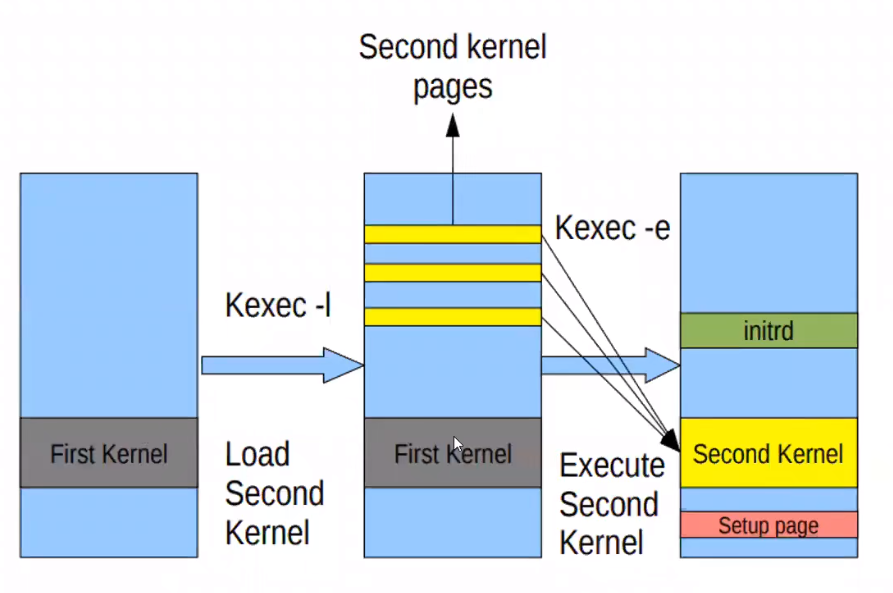 Second kernel
pages
Kexec -e
Kexec -l
initrd
First Kernel
Load
Second
Kernel
First Kernel
Execute
Second
Kernel
Second Kernel
Setup page